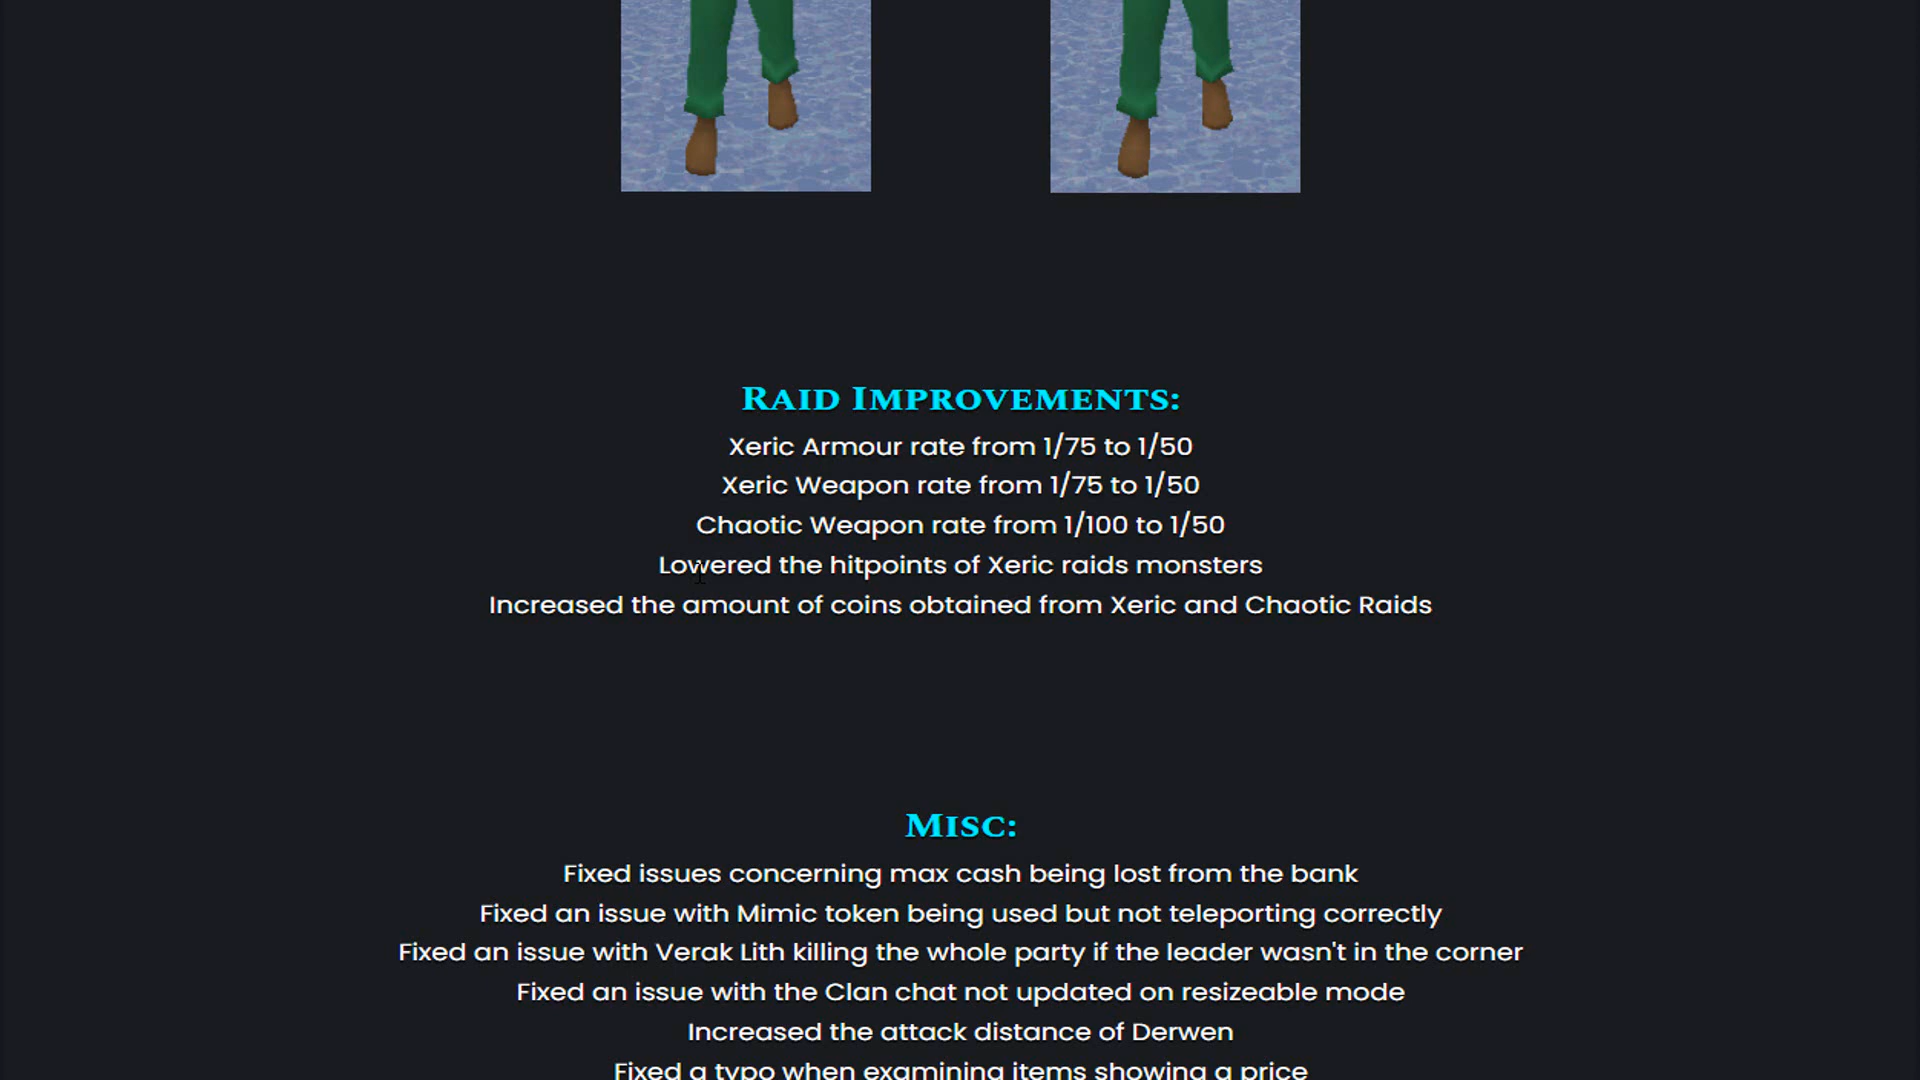 Raid Improvements:
Xeric Armour rate from 1/75 to 1/50
Xeric Weapon rate from 1/75 to 1/50
Chaotic Weapon rate from 1/100 to 1/50
Lowered the hitpoints of Xeric raids monsters
Increased the amount of coins obtained from Xeric and Chaotic Raids
Misc:
Fixed issues concerning max cash being lost from the bank
Fixed an issue with Mimic token being used but not teleporting correctly
Fixed an issue with Verak Lith killing the whole party if the leader wasn't in the corner
Fixed an issue with the Clan chat not updated on resizeable mode
Increased the attack distance of Derwen
Fixed a typo when examining items showing a price